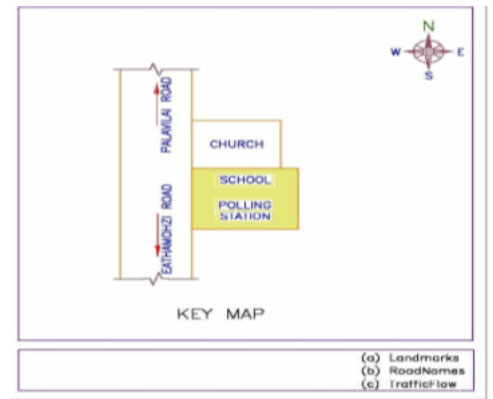 N
W E
S
PALAVILAI ROAD
CHURCH
SCHOOL
POLLING
STATION
EATHAMOHZI ROAD
KEY MAP
(a) Landmarks
(b) RoadNames
(c) TrafficFlow